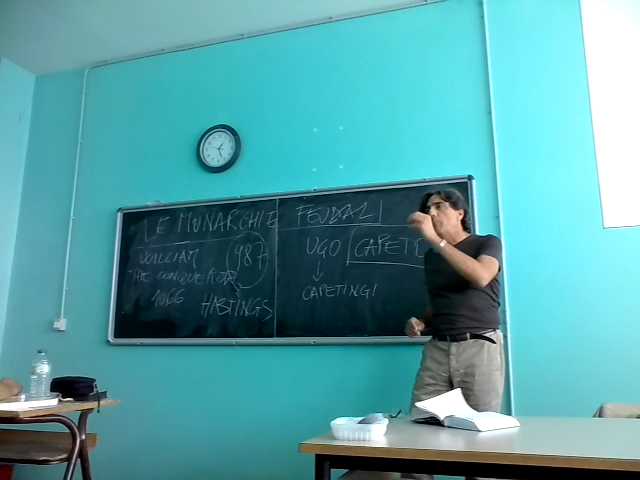 LE MONARCHIE FEUDALI
WILLIAM
THE CONQUEROR
1066
HASTINGS
987
UGO CAPETO
CAPETINGI